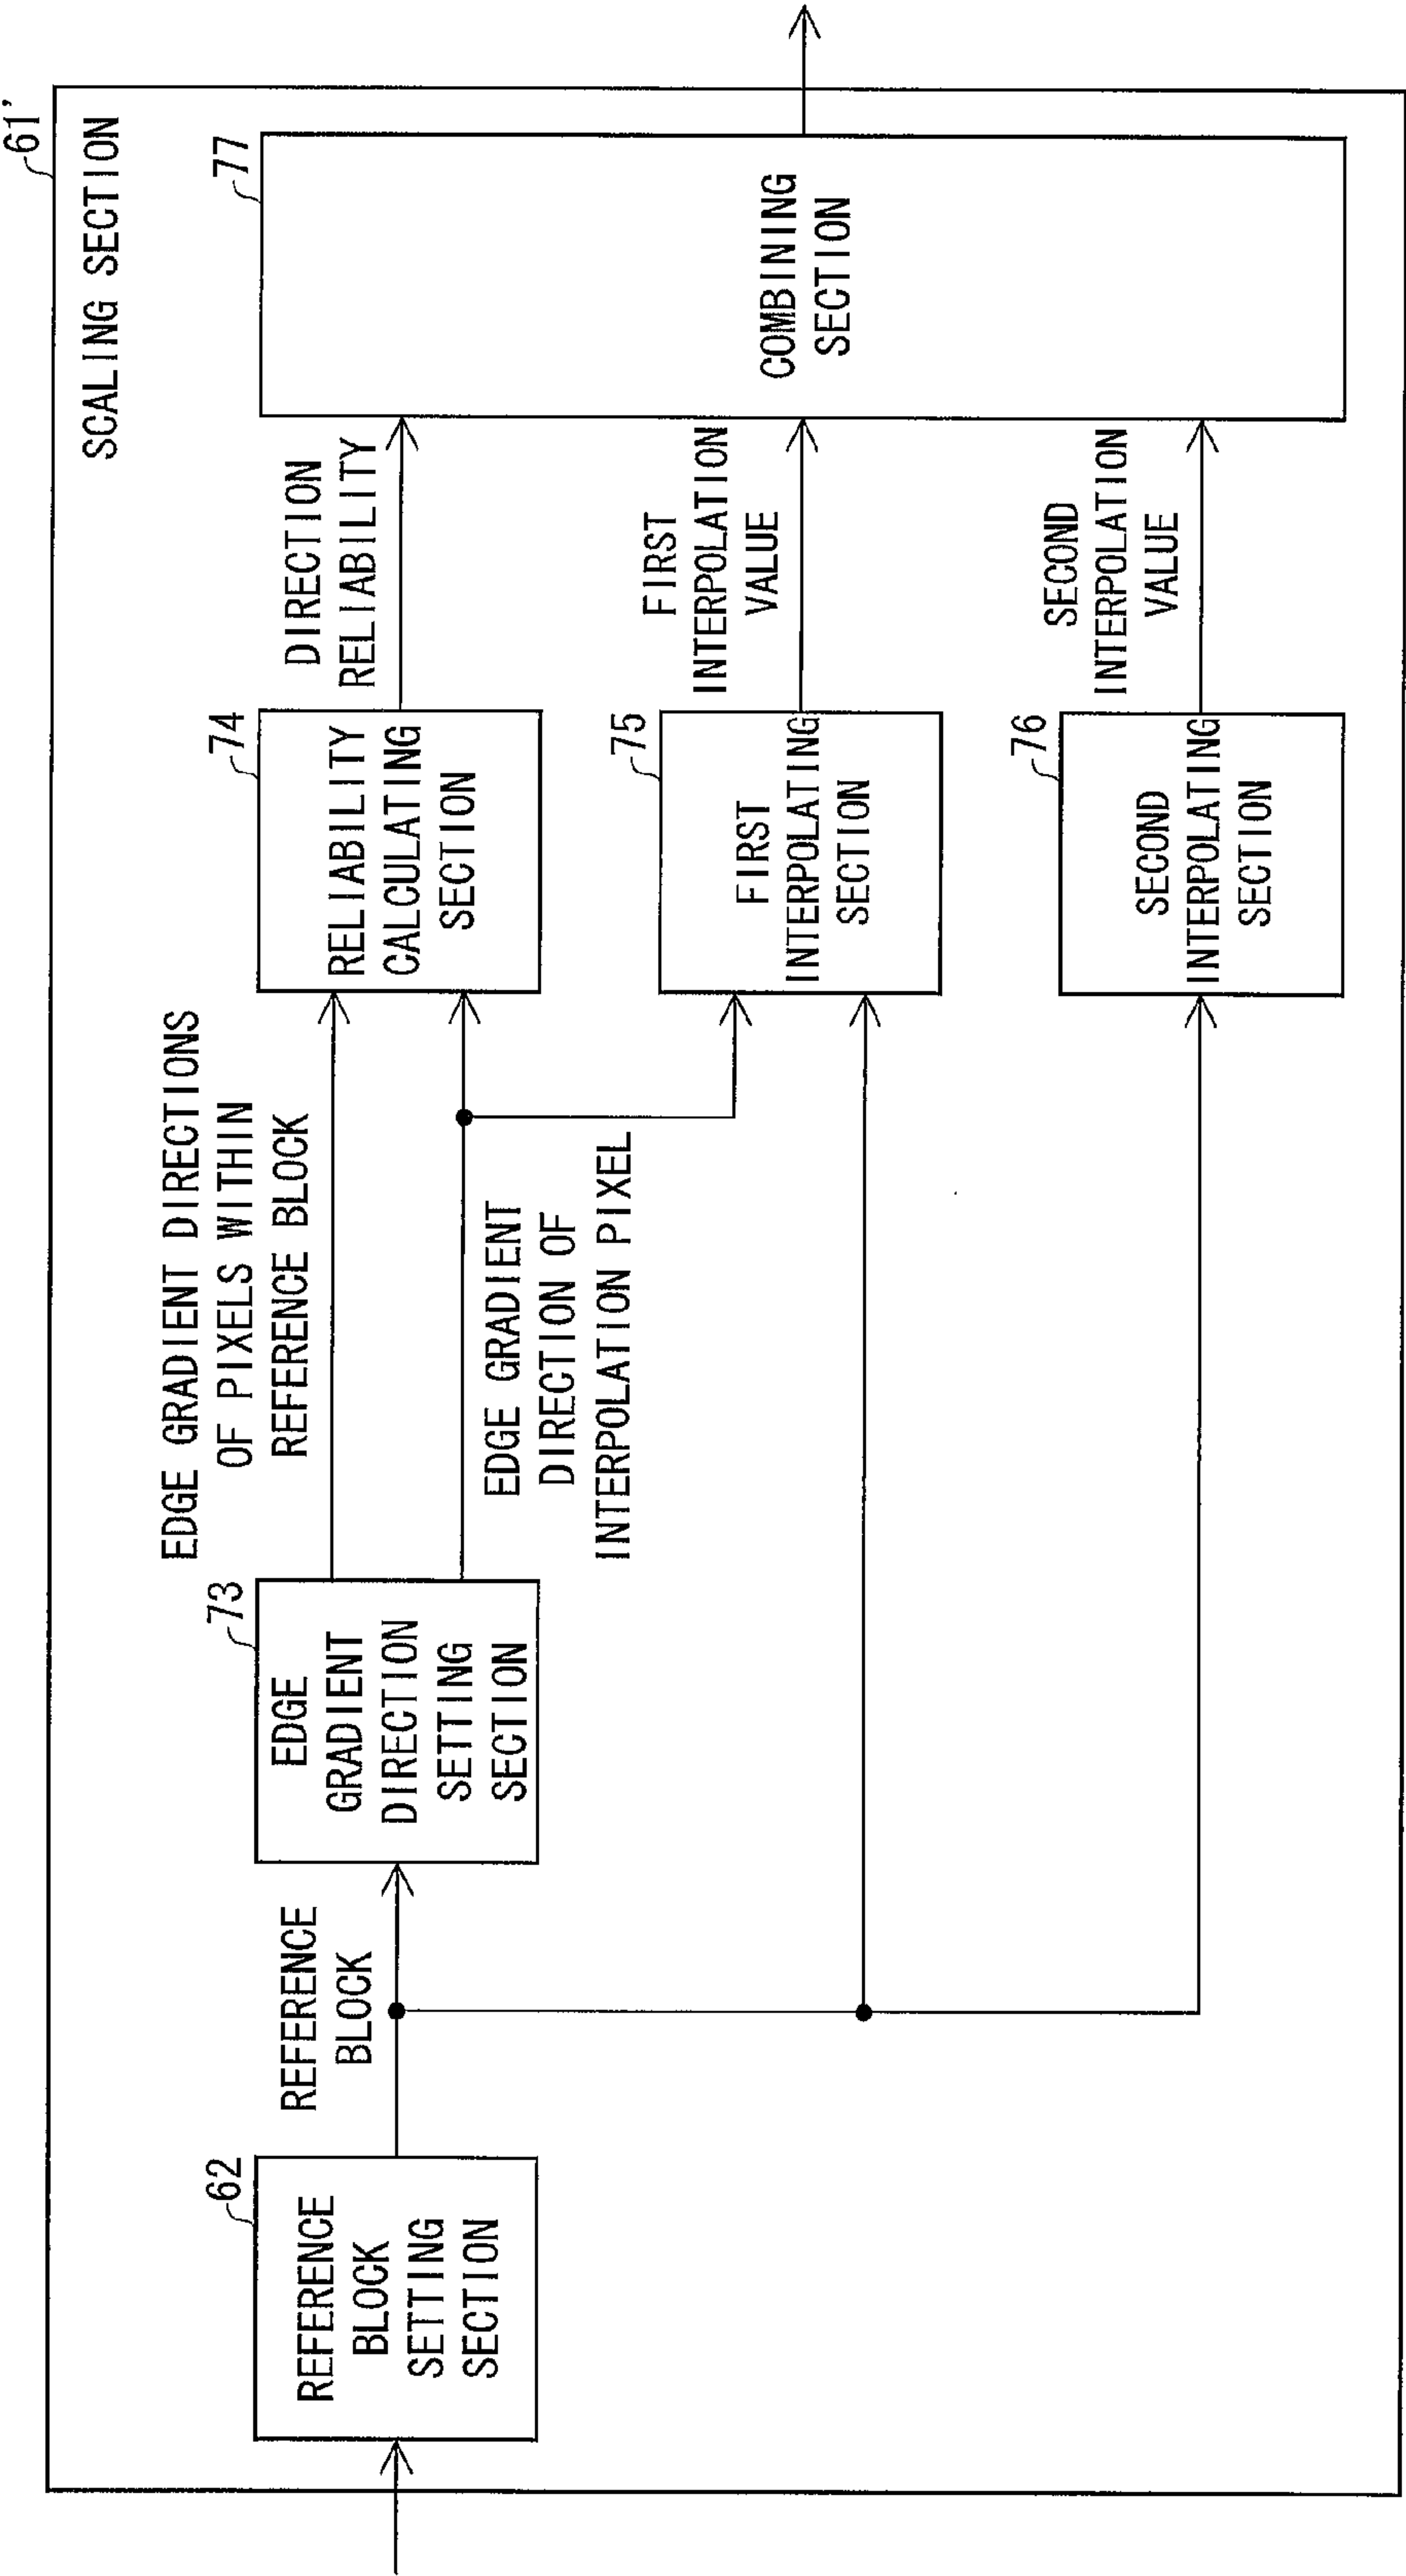 61'
SCALING SECTION
62
REFERENCE
BLOCK
SETTING
SECTION
REFERENCE
BLOCK
73
EDGE
GRADIENT
DIRECTION
SETTING
SECTION
EDGE GRADIENT DIRECTIONS
OF PIXELS WITHIN
REFERENCE BLOCK
EDGE GRADIENT
DIRECTION OF
INTERPOLATION PIXEL
74
RELIABILITY
CALCULATING
SECTION
DIRECTION
RELIABILITY
75
FIRST
INTERPOLATING
SECTION
FIRST
INTERPOLATION
VALUE
76
SECOND
INTERPOLATING
SECTION
SECOND
INTERPOLATION
VALUE
77
COMBINING
SECTION